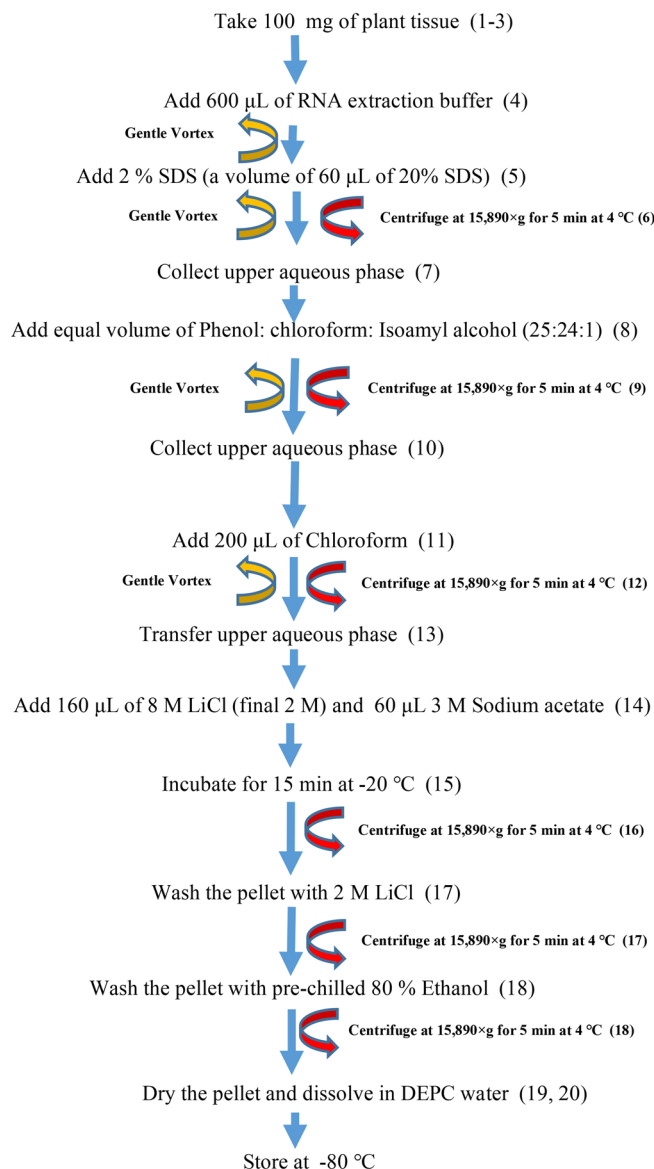 Take 100 mg of plant tissue (1-3)
Add 600 µL of RNA extraction buffer (4)
Gentle Vortex
Add 2 % SDS (a volume of 60 µL of 20% SDS) (5)
Gentle Vortex
Centrifuge at 15,890×g for 5 min at 4 °C (6)
Collect upper aqueous phase (7)
Add equal volume of Phenol: chloroform: Isoamyl alcohol (25:24:1) (8)
Gentle Vortex
Centrifuge at 15,890×g for 5 min at 4 °C (9)
Collect upper aqueous phase (10)
Add 200 µL of Chloroform (11)
Gentle Vortex
Centrifuge at 15,890×g for 5 min at 4 °C (12)
Transfer upper aqueous phase (13)
Add 160 µL of 8 M LiCl (final 2 M) and 60 µL 3 M Sodium acetate (14)
Incubate for 15 min at -20 °C (15)
Centrifuge at 15,890×g for 5 min at 4 °C (16)
Wash the pellet with 2 M LiCl (17)
Centrifuge at 15,890×g for 5 min at 4 °C (17)
Wash the pellet with pre-chilled 80 % Ethanol (18)
Centrifuge at 15,890×g for 5 min at 4 °C (18)
Dry the pellet and dissolve in DEPC water (19, 20)
Store at -80 °C